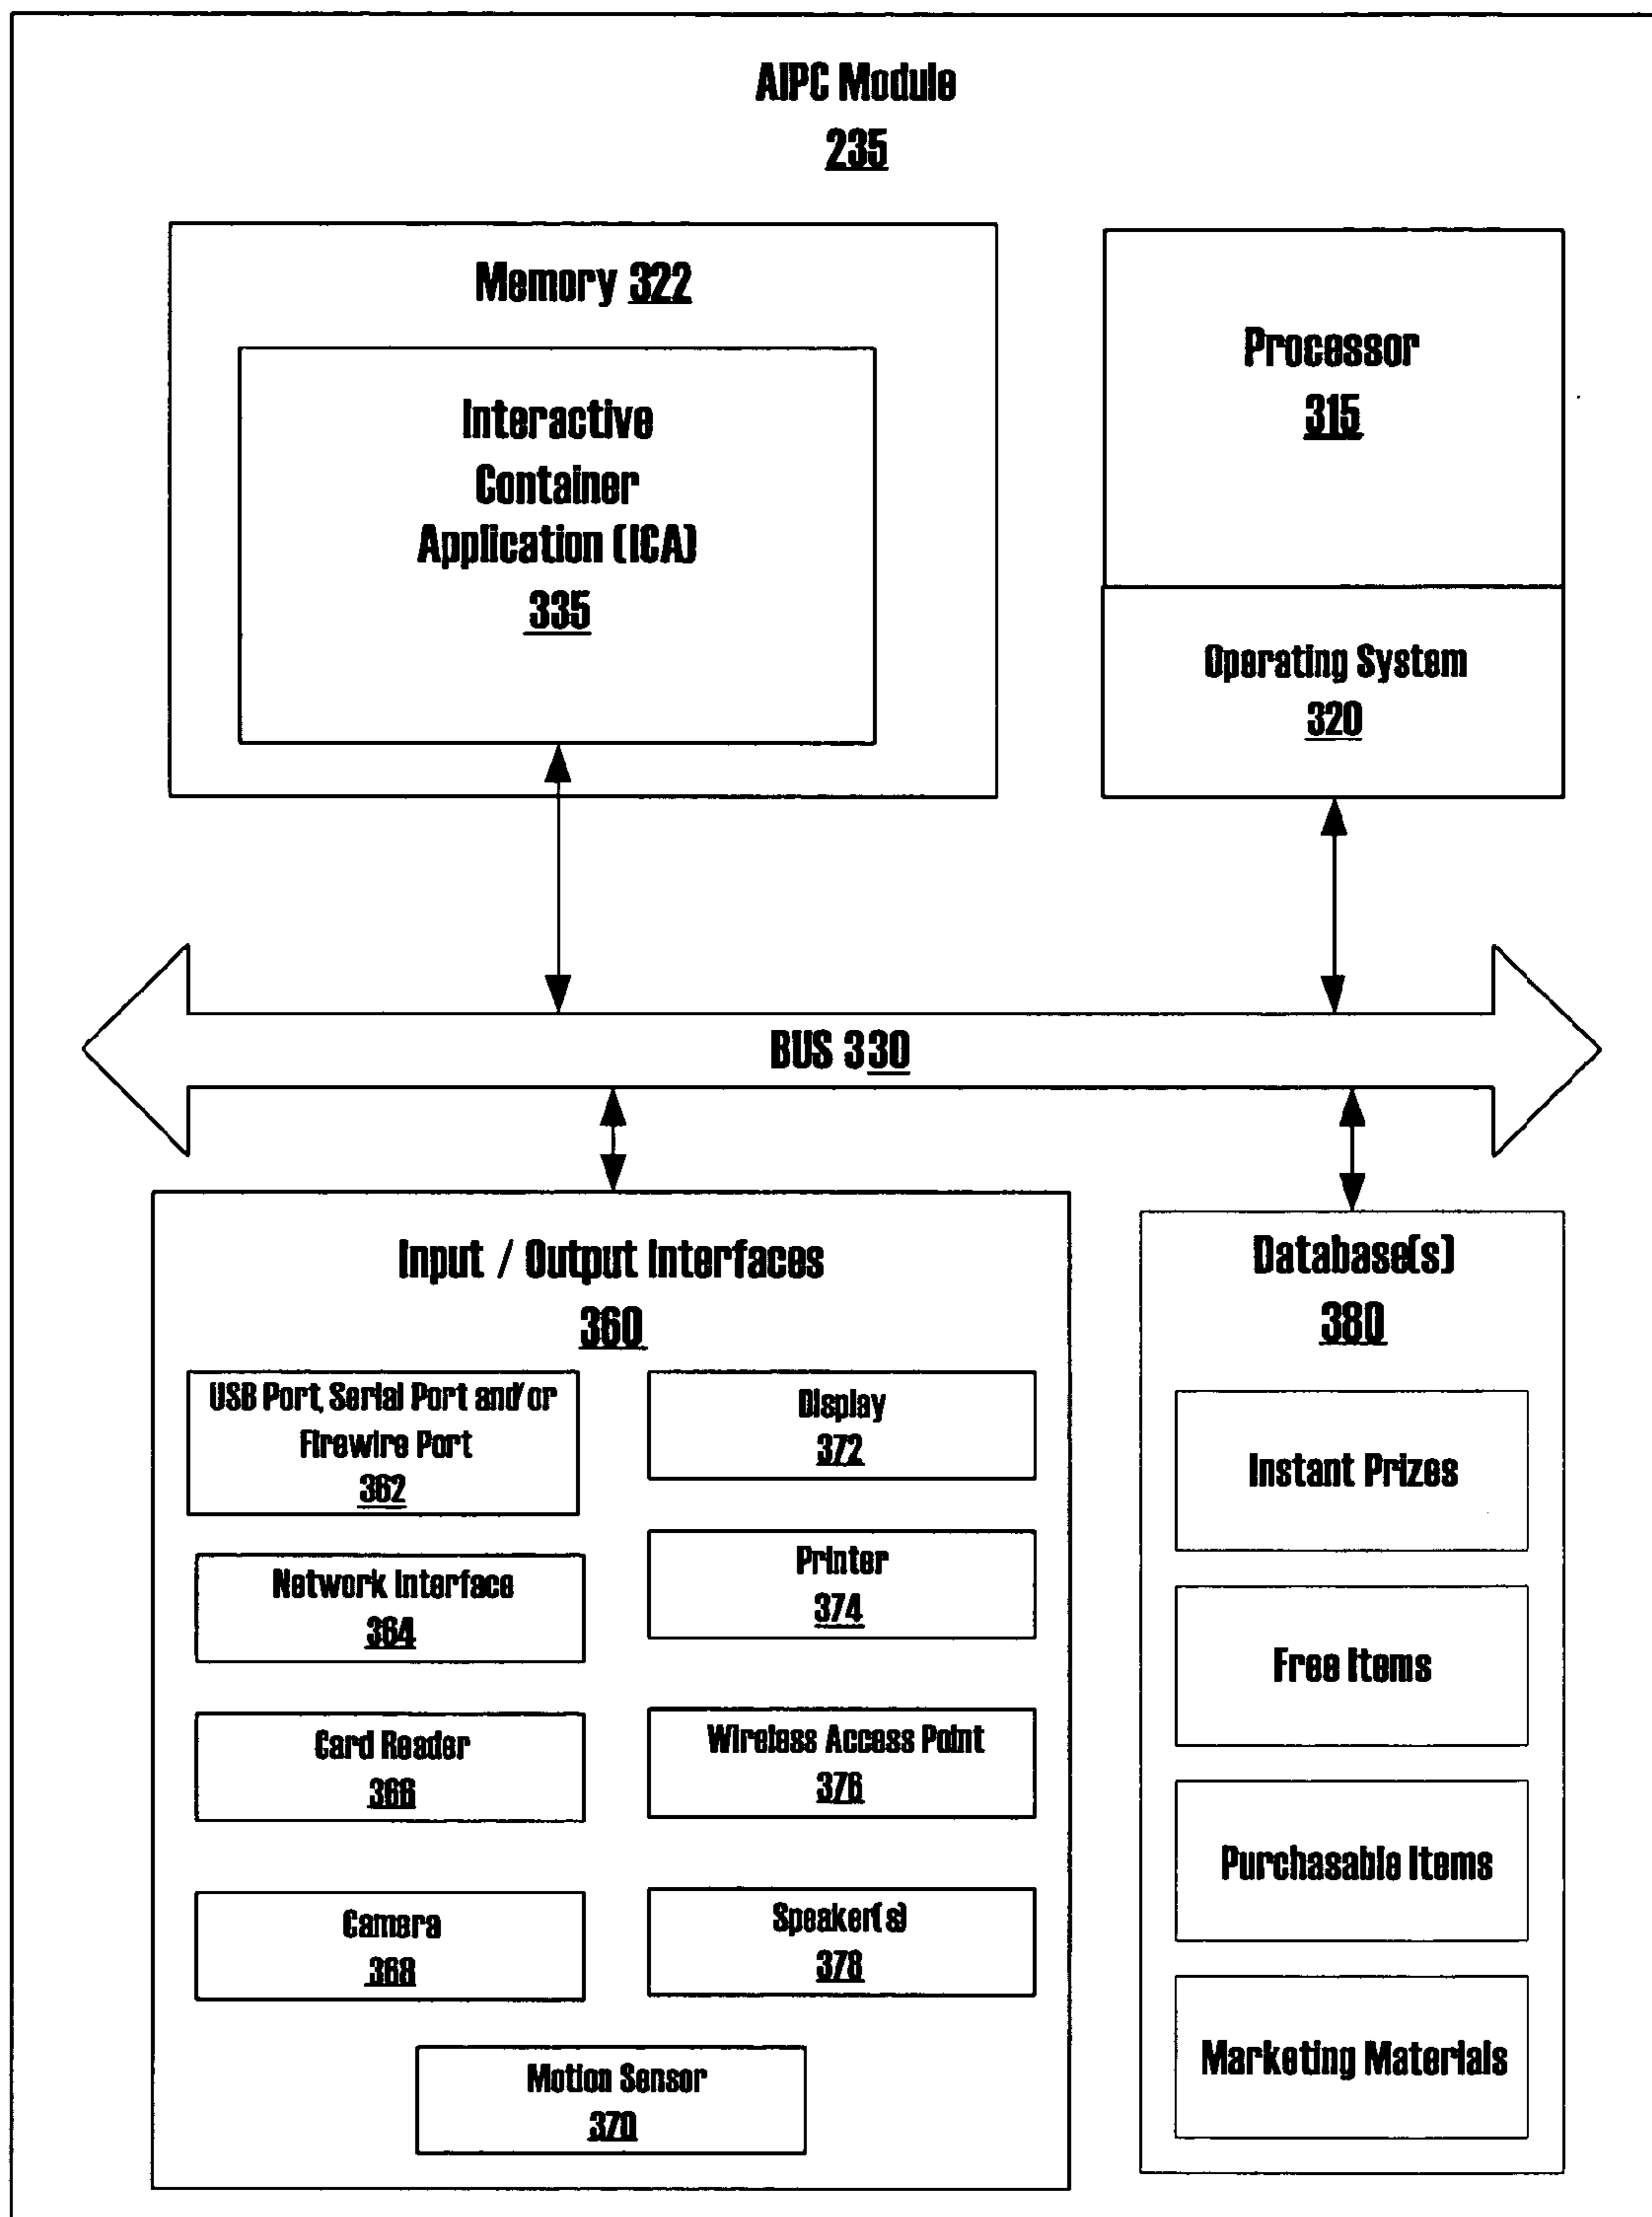 AIPC Module
235
Memory 322
Interactive
Container
Application (ICA)
335
Processor
315
Operating System
320
BUS 330
Input / Output Interfaces
360
USB Port, Serial Port and/or
Firewire Port
362
Network Interface
364
Card Reader
366
Camera
368
Display
372
Printer
374
Wireless Access Point
376
Speaker(s)
378
Motion Sensor
370
Database(s)
380
Instant Prizes
Free Items
Purchasable Items
Marketing Materials